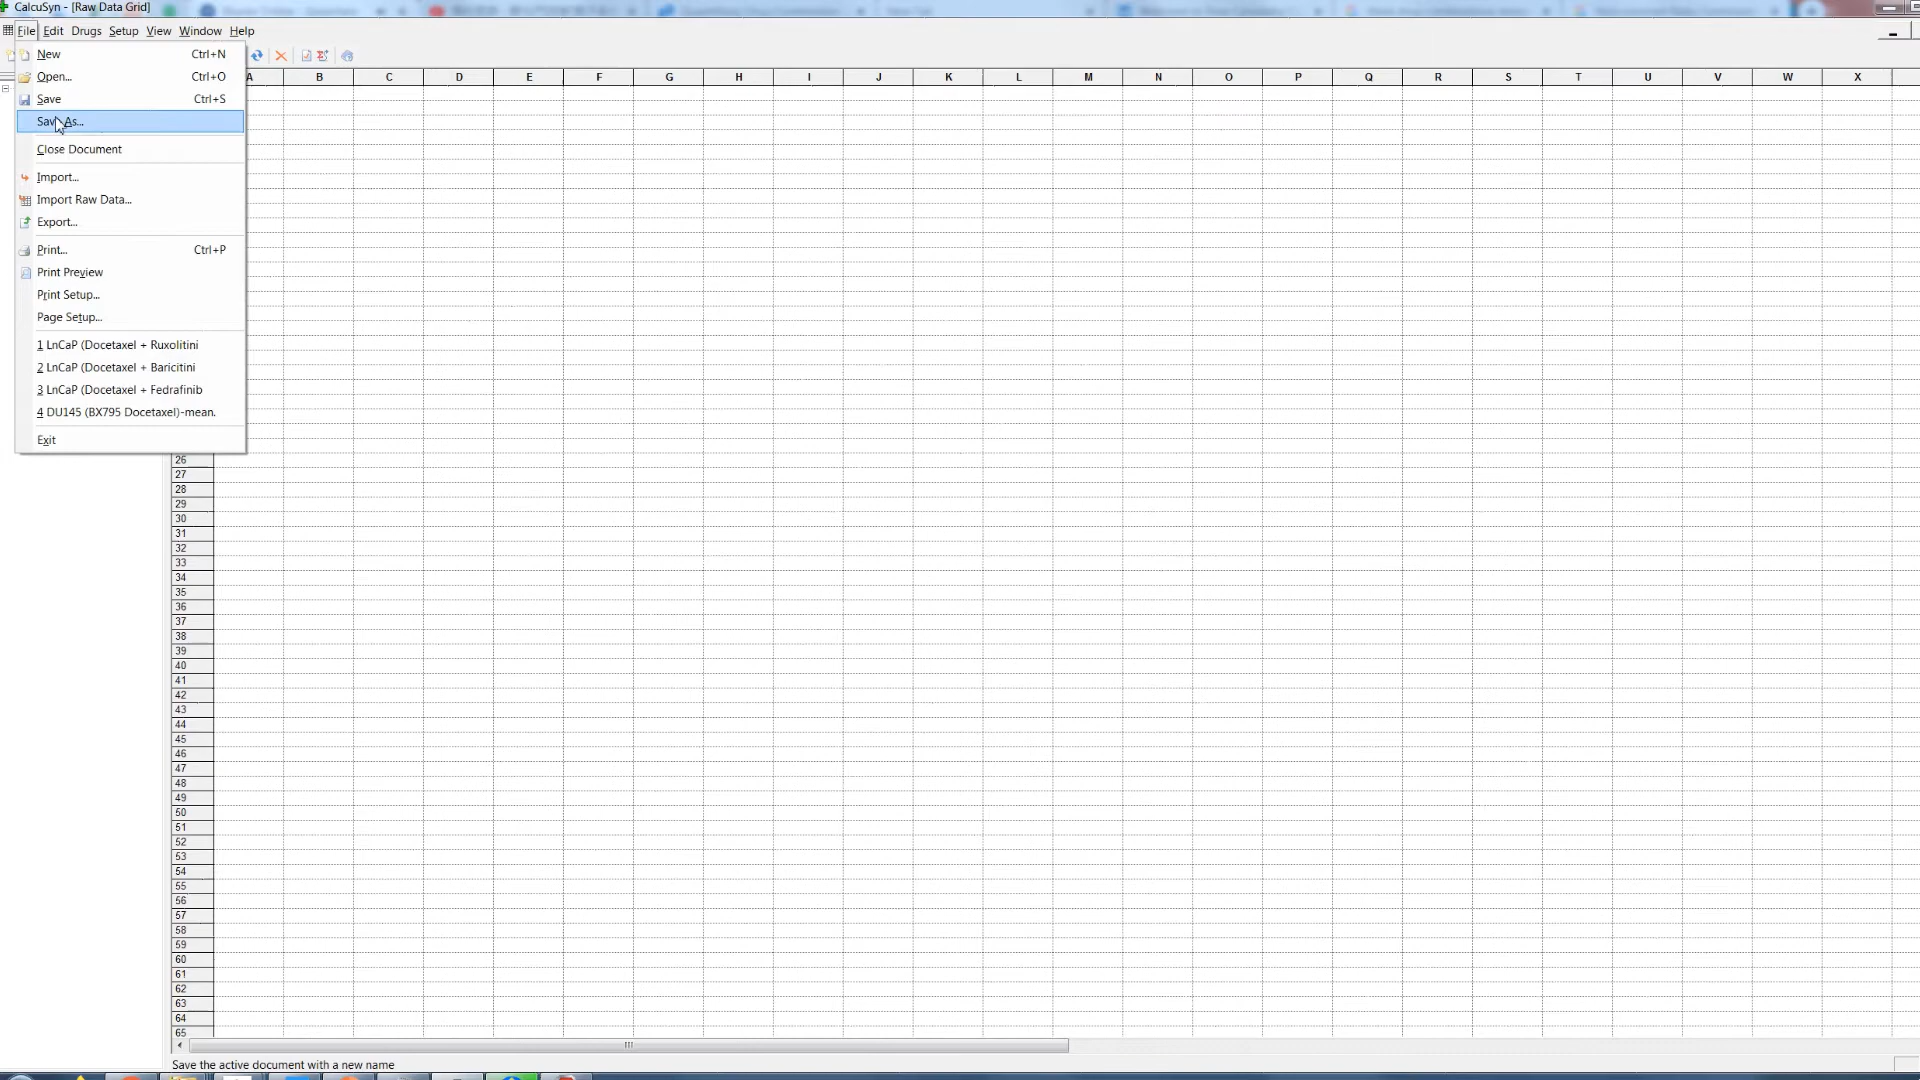 CalcuSyn - [Raw Data Grid]
File Edit Drugs Setup View Window Help
New Ctrl+N
Open... Ctrl+O
Save Ctrl+S
Save As...
Close Document
Import...
Import Raw Data...
Export...
Print... Ctrl+P
Print Preview
Print Setup...
Page Setup...
1 LnCaP (Docetaxel + Ruxolitini
2 LnCaP (Docetaxel + Baricitini
3 LnCaP (Docetaxel + Fedrafinib
4 DU145 (BX795 Docetaxel)-mean.
Exit
A B C D E F G H I J K L M N O P Q R S T U V W X
26
27
28
29
30
31
32
33
34
35
36
37
38
39
40
41
42
43
44
45
46
47
48
49
50
51
52
53
54
55
56
57
58
59
60
61
62
63
64
65
Save the active document with a new name